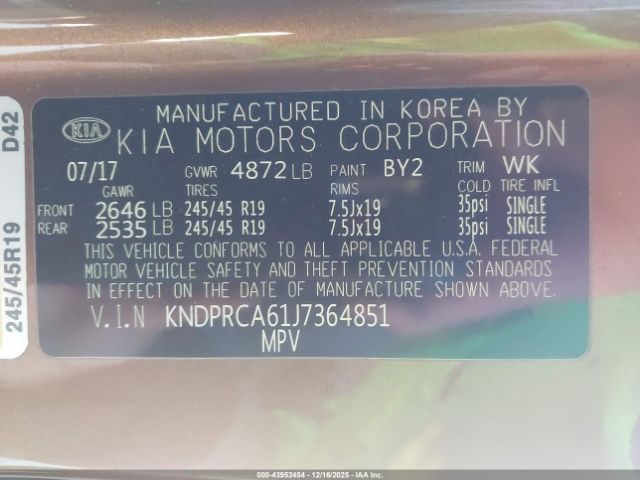 MANUFACTURED IN KOREA BY
KIA KIA MOTORS CORPORATION
07/17 GVWR 4872 LB PAINT BY2 TRIM WK
GAWR TIRES RIMS COLD TIRE INFL
FRONT 2646 LB 245/45 R19 7.5Jx19 35psi SINGLE
REAR 2535 LB 245/45 R19 7.5Jx19 35psi SINGLE
THIS VEHICLE CONFORMS TO ALL APPLICABLE U.S.A. FEDERAL
MOTOR VEHICLE SAFETY AND THEFT PREVENTION STANDARDS
IN EFFECT ON THE DATE OF MANUFACTURE SHOWN ABOVE.
V.I.N KNDPRCA61J7364851
MPV
245/45R19 D42
000-43952454 | 12/16/2025 - IAAI